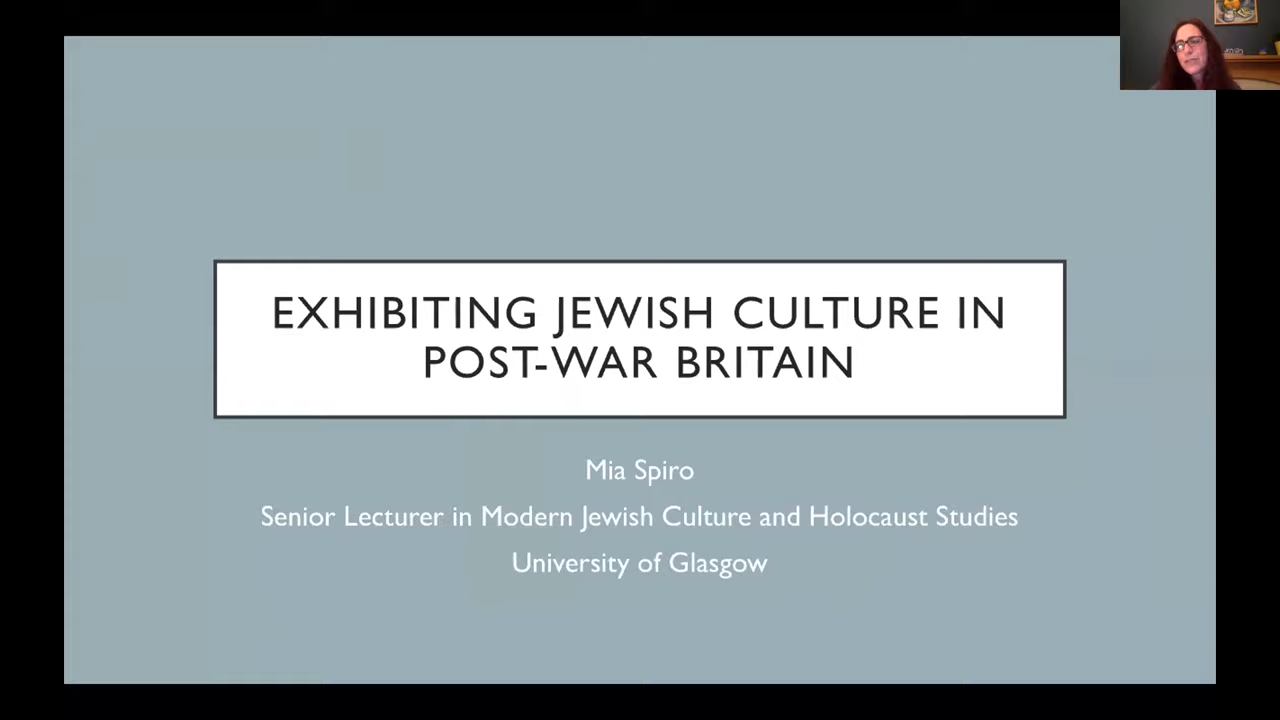 EXHIBITING JEWISH CULTURE IN
POST-WAR BRITAIN
Mia Spiro
Senior Lecturer in Modern Jewish Culture and Holocaust Studies
University of Glasgow